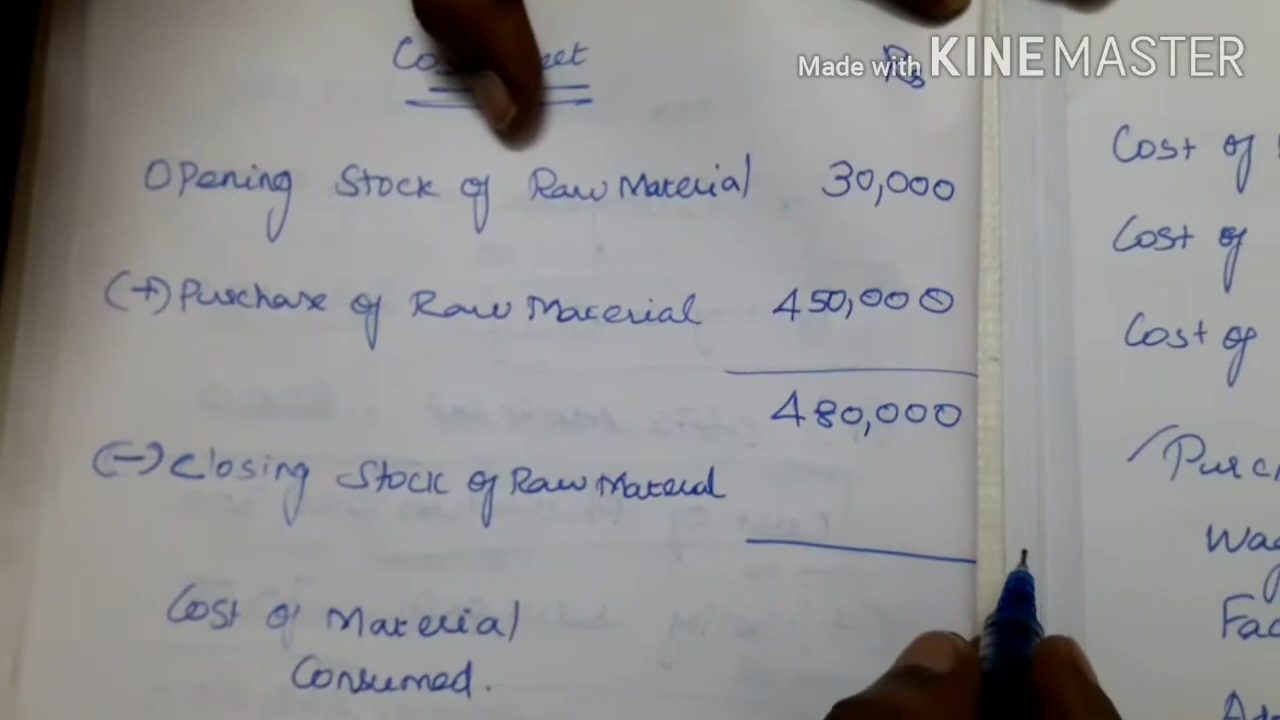 Made with KINEMASTER
Rs
Opening Stock of Raw Material 30,000
(+) Purchase of Raw Material 450,000
480,000
(-) Closing Stock of Raw Material
Cost of Material
Consumed.
Cost of
Cost of
Cost of